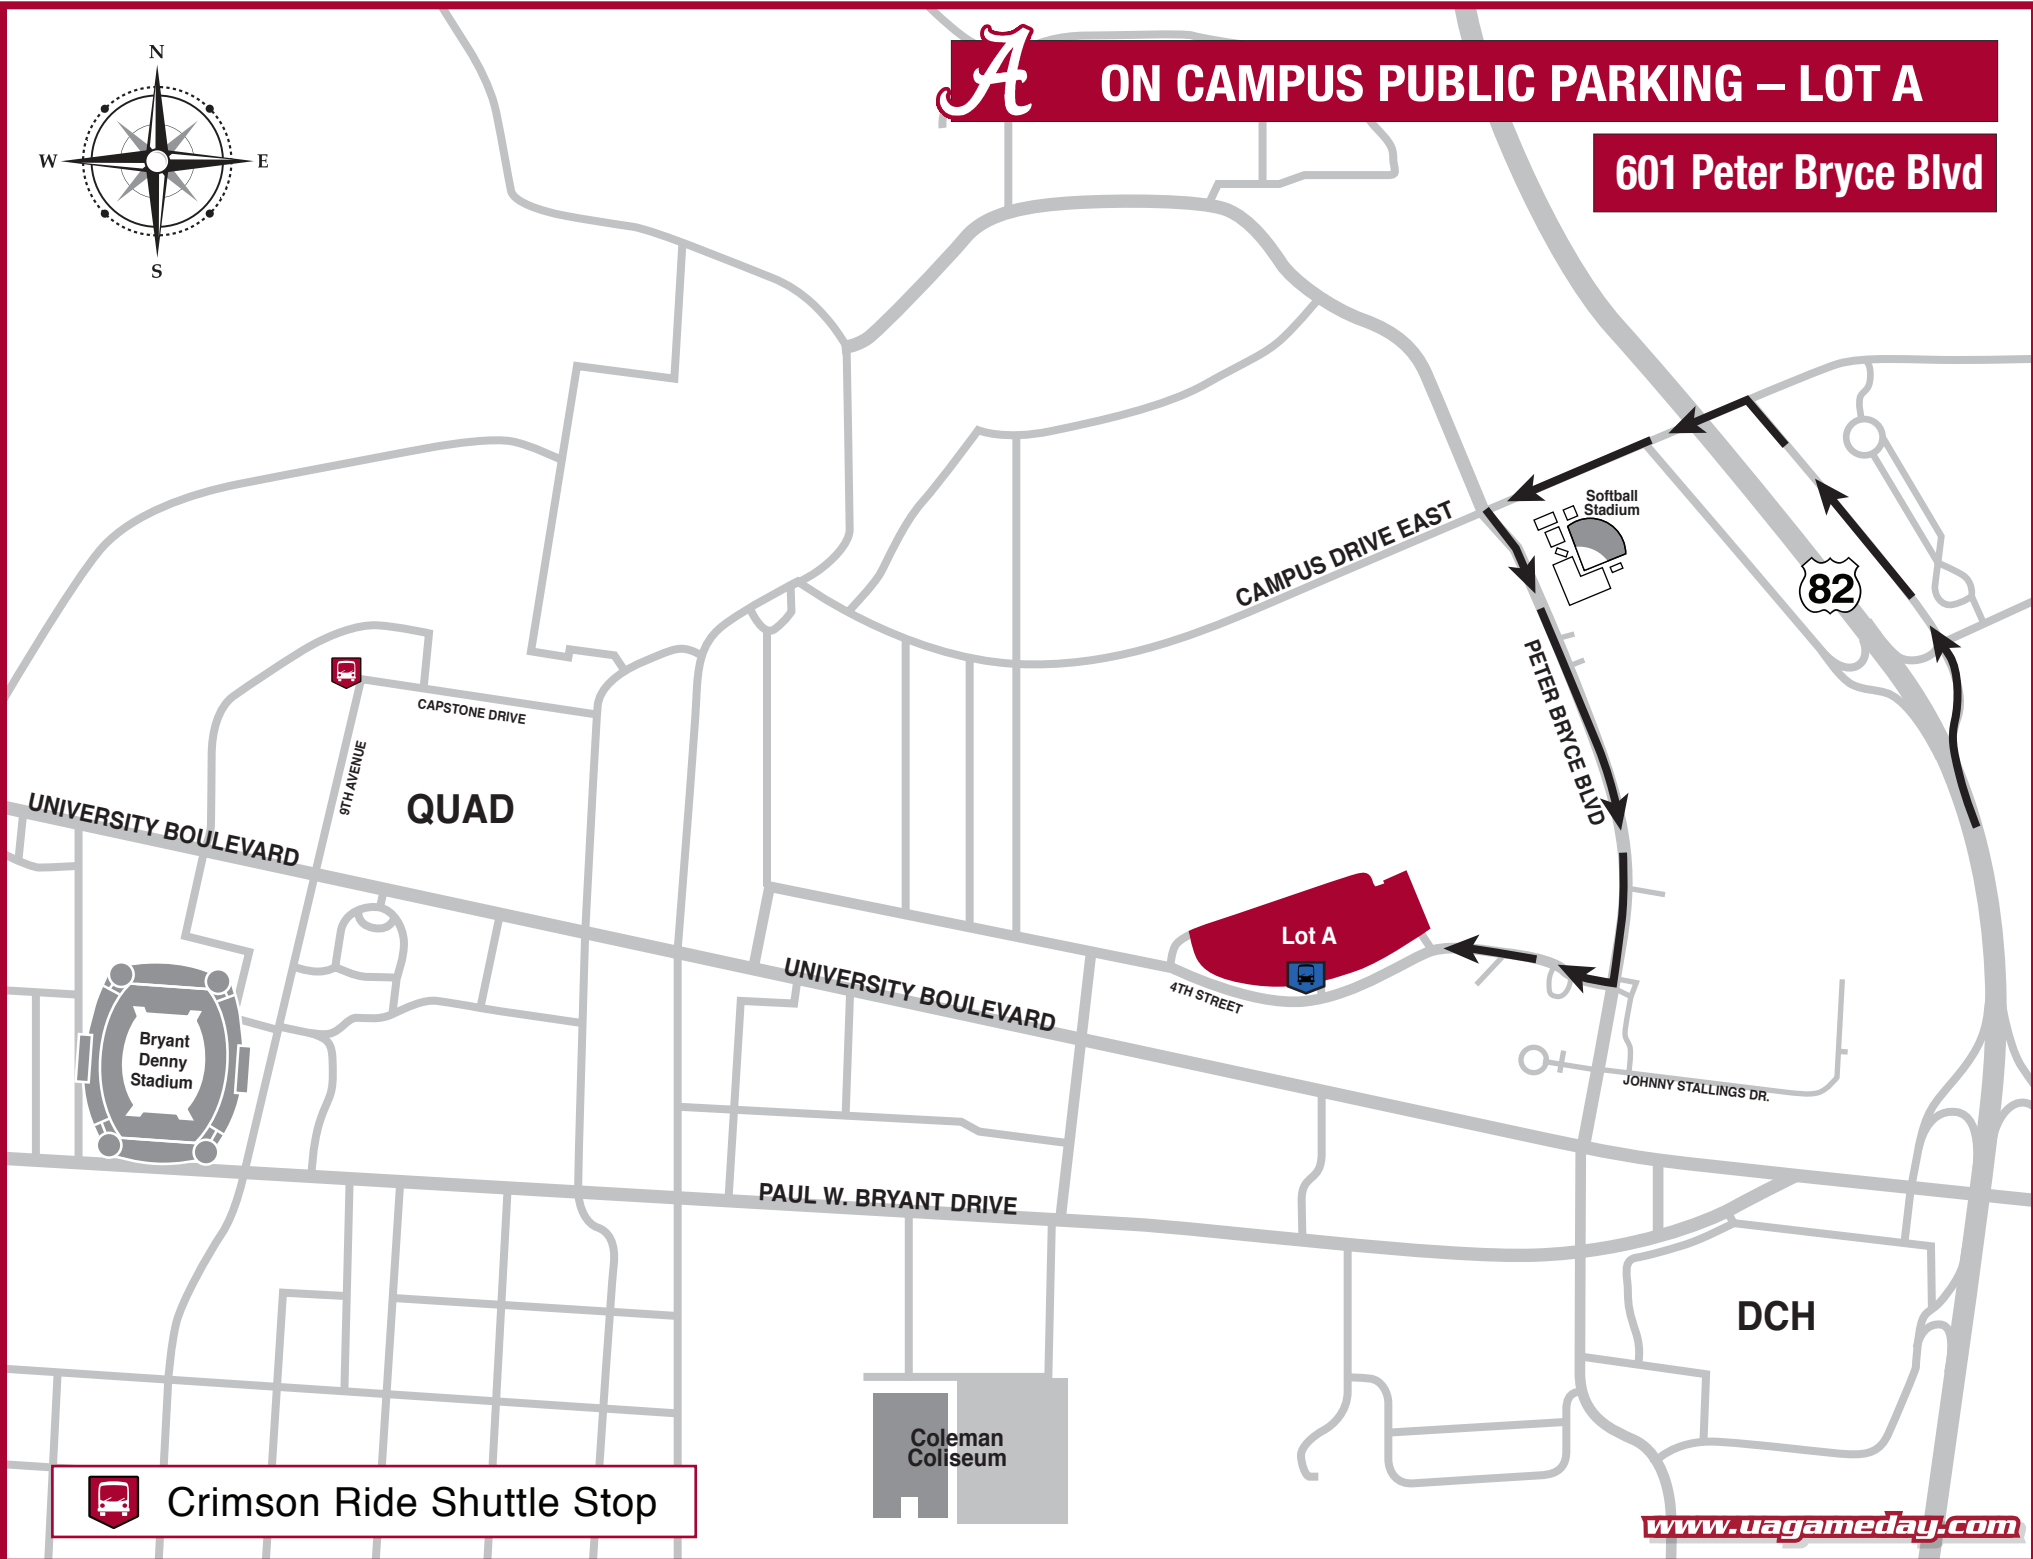 N
W
E
S
A
ON CAMPUS PUBLIC PARKING – LOT A
601 Peter Bryce Blvd
Softball
Stadium
CAMPUS DRIVE EAST
82
PETER BRYCE BLVD
CAPSTONE DRIVE
9TH AVENUE
QUAD
UNIVERSITY BOULEVARD
Lot A
4TH STREET
UNIVERSITY BOULEVARD
Bryant
Denny
Stadium
JOHNNY STALLINGS DR.
PAUL W. BRYANT DRIVE
DCH
Coleman
Coliseum
Crimson Ride Shuttle Stop
www.uagameday.com